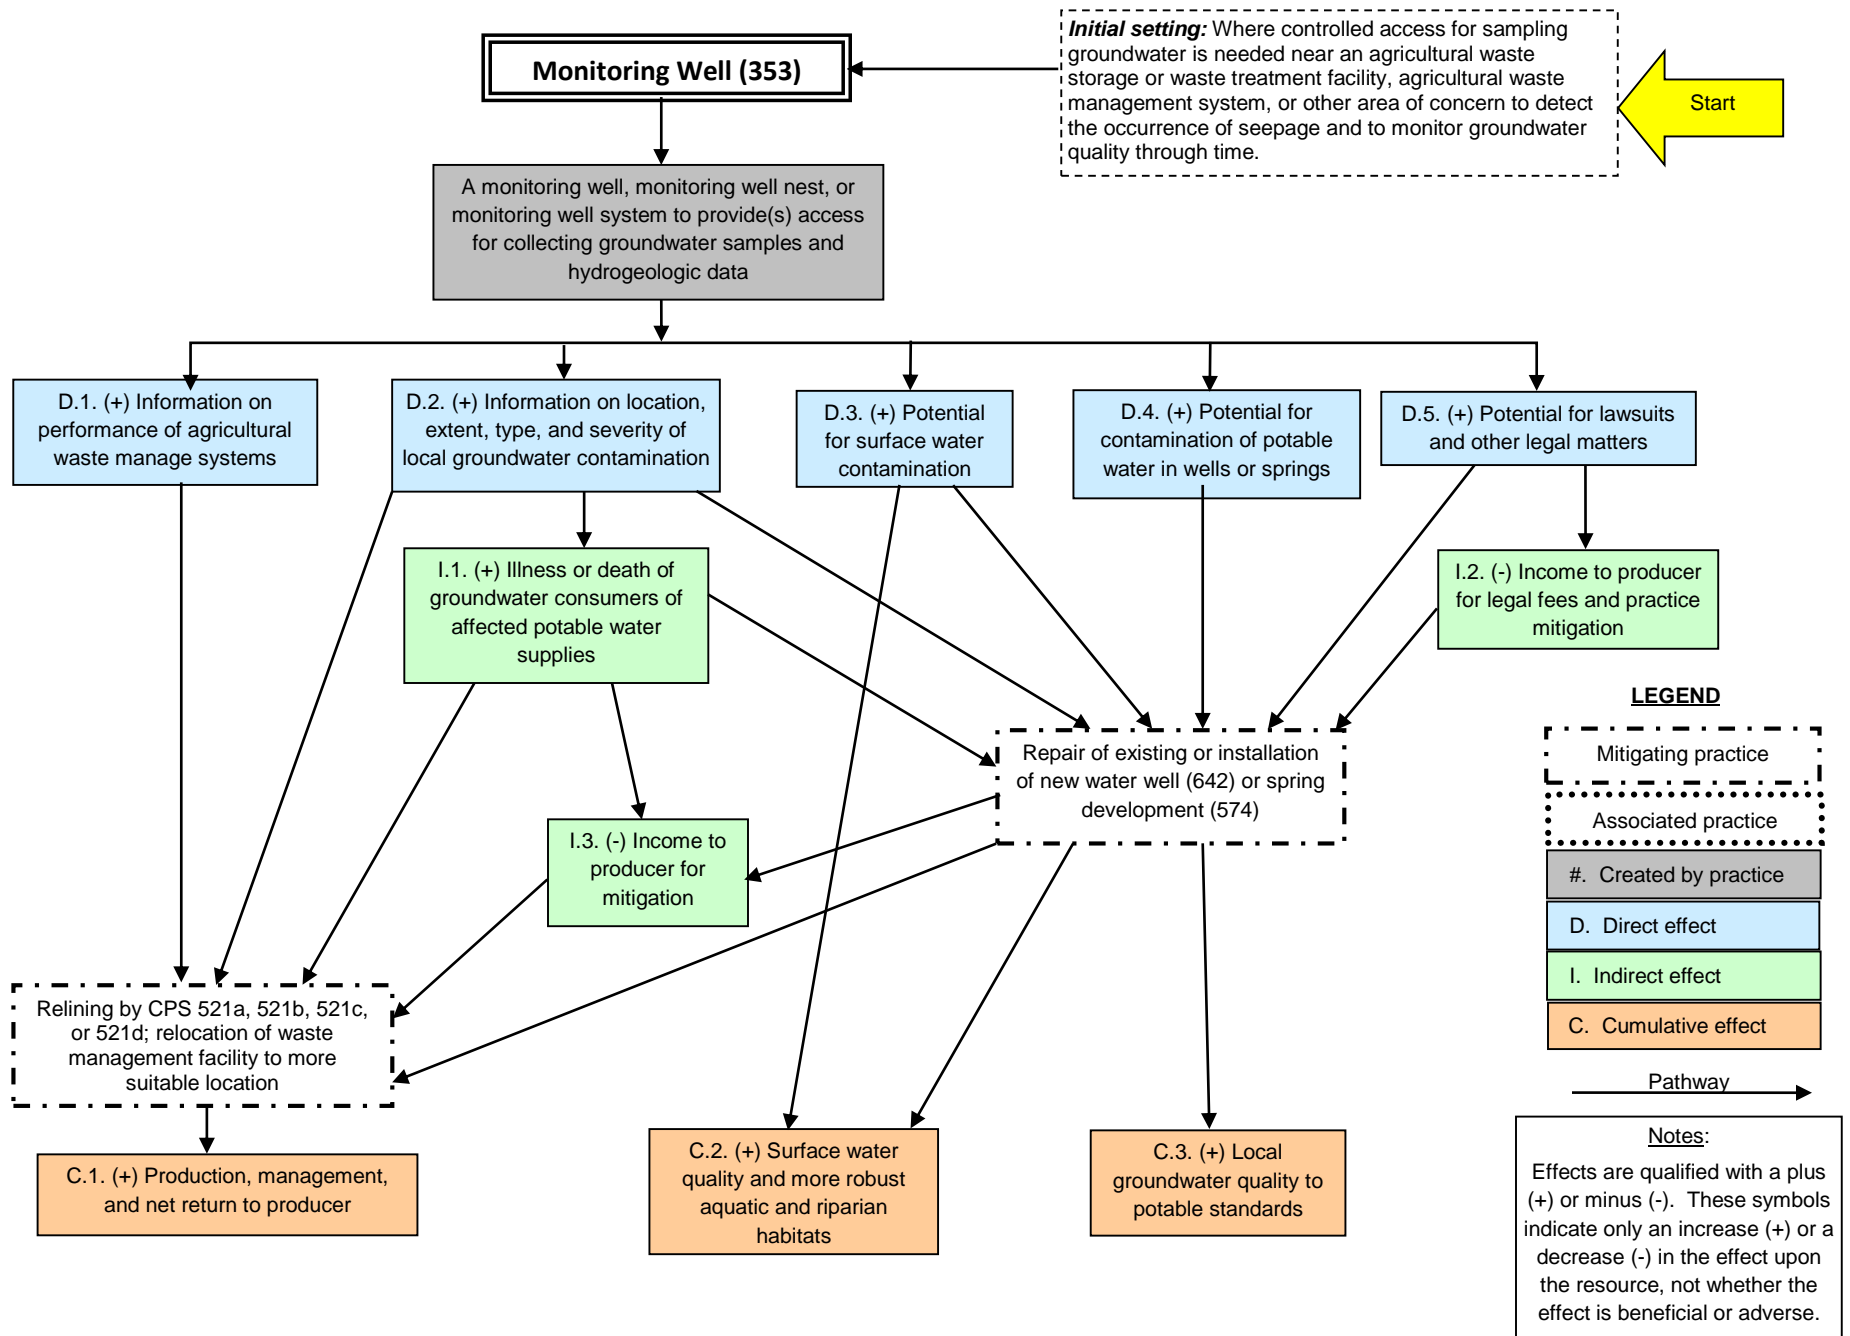 Monitoring Well (353)
Initial setting: Where controlled access for sampling
groundwater is needed near an agricultural waste
storage or waste treatment facility, agricultural waste
management system, or other area of concern to detect
the occurrence of seepage and to monitor groundwater
quality through time.
Start
A monitoring well, monitoring well nest, or
monitoring well system to provide(s) access
for collecting groundwater samples and
hydrogeologic data
D.1. (+) Information on
performance of agricultural
waste manage systems
D.2. (+) Information on location,
extent, type, and severity of
local groundwater contamination
D.3. (+) Potential
for surface water
contamination
D.4. (+) Potential for
contamination of potable
water in wells or springs
D.5. (+) Potential for lawsuits
and other legal matters
I.1. (+) Illness or death of
groundwater consumers of
affected potable water
supplies
I.2. (-) Income to producer
for legal fees and practice
mitigation
Repair of existing or installation
of new water well (642) or spring
development (574)
I.3. (-) Income to
producer for
mitigation
Relining by CPS 521a, 521b, 521c,
or 521d; relocation of waste
management facility to more
suitable location
C.1. (+) Production, management,
and net return to producer
C.2. (+) Surface water
quality and more robust
aquatic and riparian
habitats
C.3. (+) Local
groundwater quality to
potable standards
LEGEND
Mitigating practice
Associated practice
#. Created by practice
D. Direct effect
I. Indirect effect
C. Cumulative effect
Pathway
Notes:
Effects are qualified with a plus
(+) or minus (-). These symbols
indicate only an increase (+) or a
decrease (-) in the effect upon
the resource, not whether the
effect is beneficial or adverse.